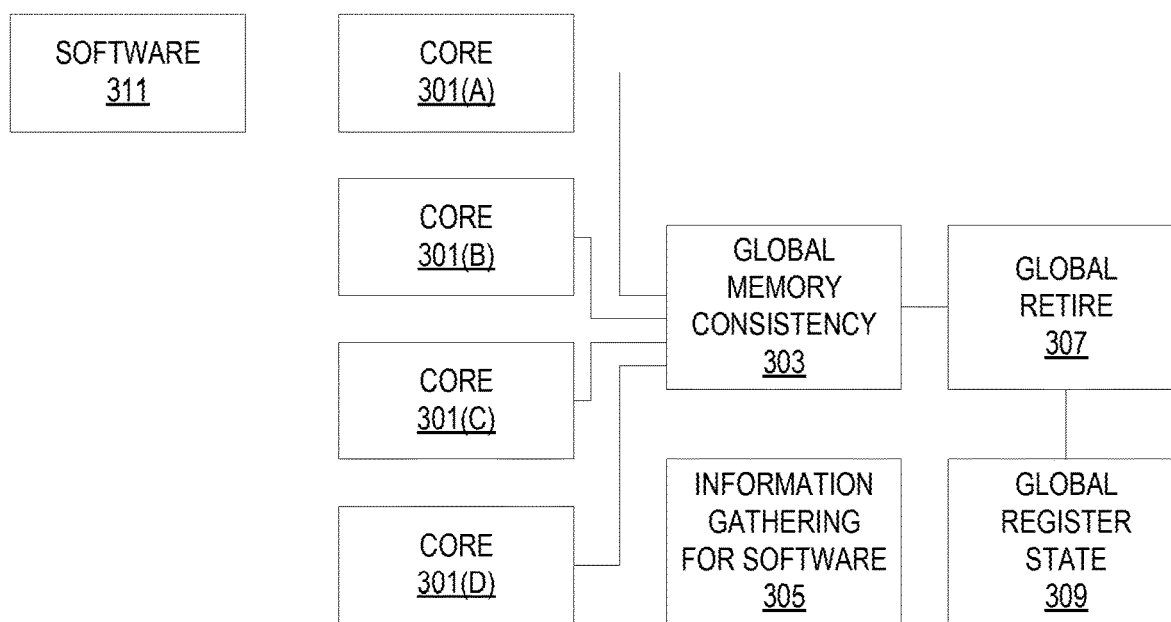 SOFTWARE
311
CORE
301(A)
CORE
301(B)
CORE
301(C)
CORE
301(D)
GLOBAL
MEMORY
CONSISTENCY
303
GLOBAL
RETIRE
307
INFORMATION
GATHERING
FOR SOFTWARE
305
GLOBAL
REGISTER
STATE
309